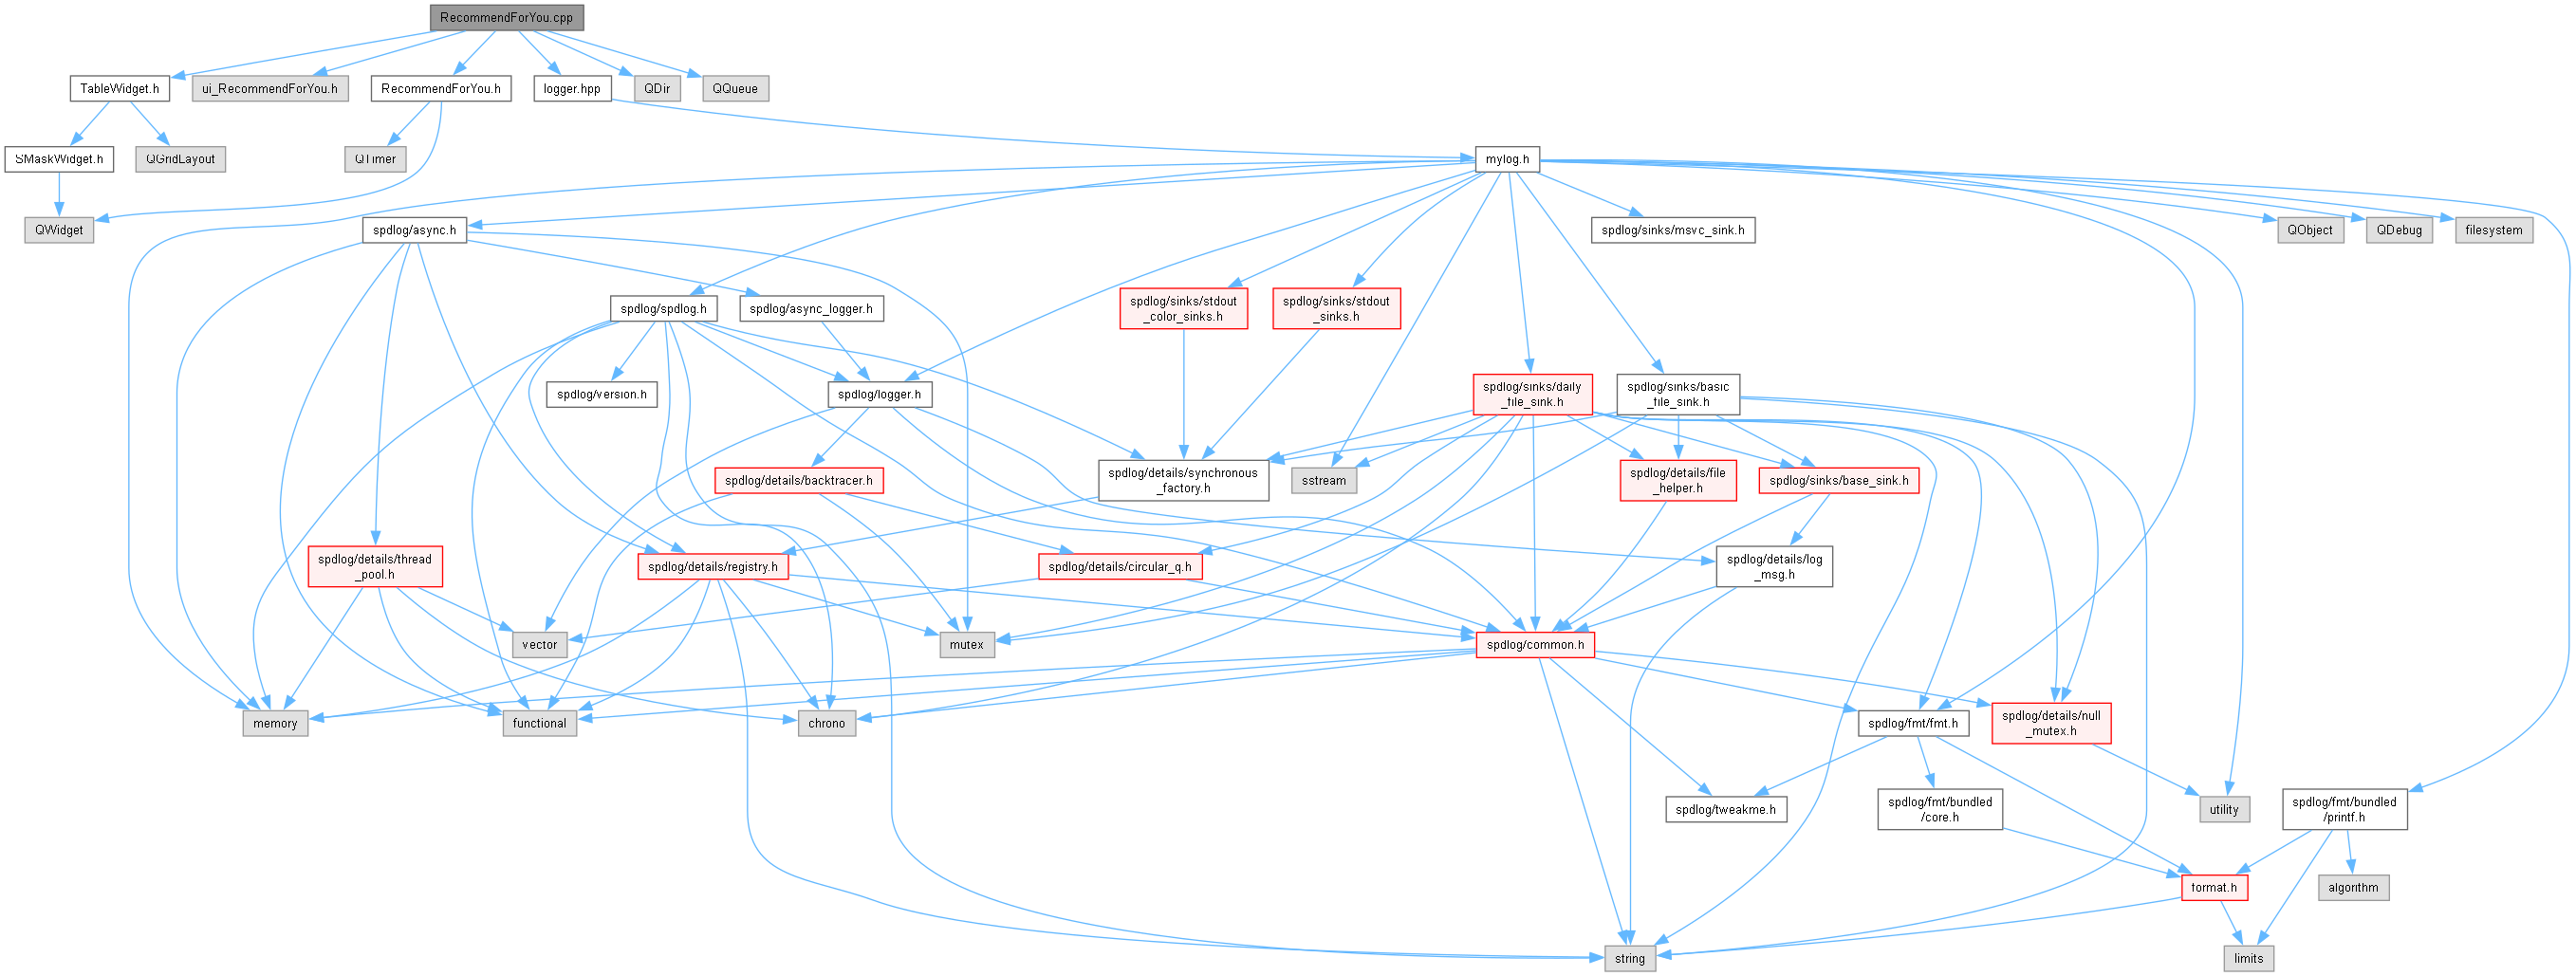 RecommendForYou.cpp
TableWidget.h
ui_RecommendForYou.h
RecommendForYou.h
logger.hpp
QDir
QQueue
SMaskWidget.h
QGridLayout
QTimer
mylog.h
QWidget
spdlog/async.h
spdlog/sinks/msvc_sink.h
QObject
QDebug
filesystem
spdlog/spdlog.h
spdlog/async_logger.h
spdlog/sinks/stdout
_color_sinks.h
spdlog/sinks/stdout
_sinks.h
spdlog/version.h
spdlog/logger.h
spdlog/sinks/daily
_file_sink.h
spdlog/sinks/basic
_file_sink.h
spdlog/details/backtracer.h
spdlog/details/synchronous
_factory.h
sstream
spdlog/details/file
_helper.h
spdlog/sinks/base_sink.h
spdlog/details/thread
_pool.h
spdlog/details/registry.h
spdlog/details/circular_q.h
spdlog/details/log
_msg.h
vector
mutex
spdlog/common.h
memory
functional
chrono
spdlog/fmt/fmt.h
spdlog/details/null
_mutex.h
spdlog/tweakme.h
spdlog/fmt/bundled
/core.h
utility
spdlog/fmt/bundled
/printf.h
format.h
algorithm
string
limits